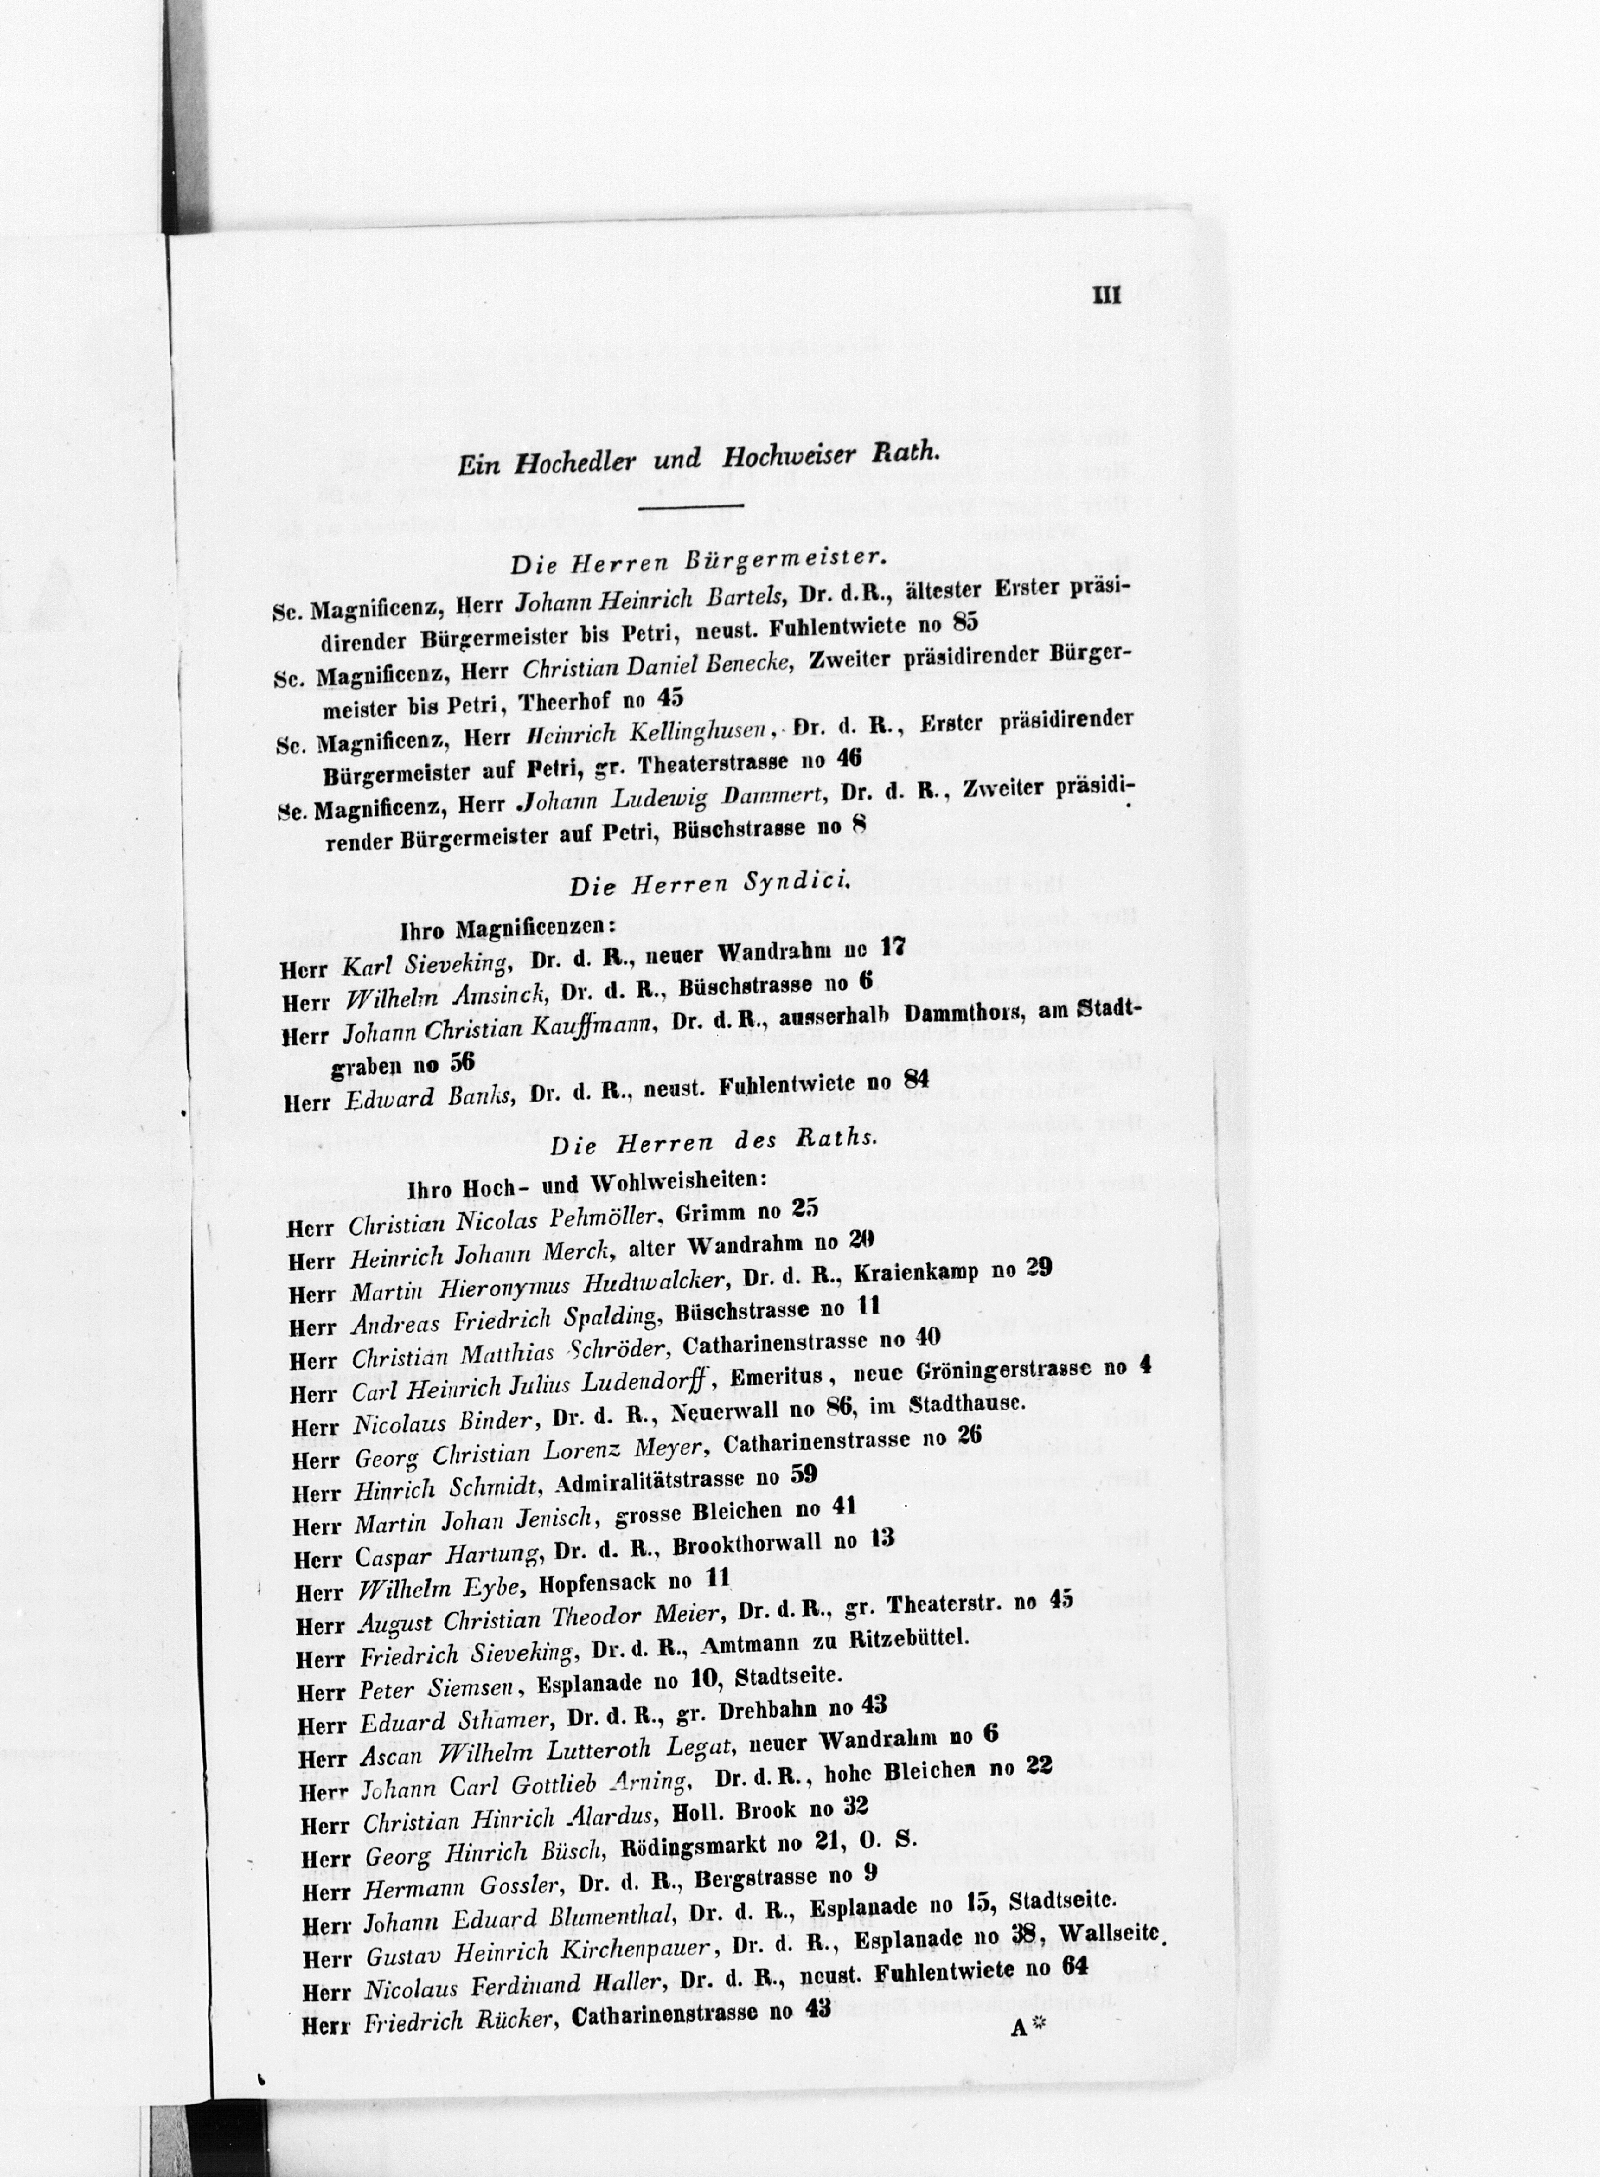 III
Ein Hochedler und Hochweiser Rath.
Die Herren Bürgermeister.
Se. Magnificenz, Herr Johann Heinrich Bartels, Dr. d. R., ältester Erster präsi-
dirender Bürgermeister bis Petri, neust. Fuhlentwiete no 85
Se. Magnificenz, Herr Christian Daniel Benecke, Zweiter präsidirender Bürger-
meister bis Petri, Theerhof no 45
Se. Magnificenz, Herr Heinrich Kellinghusen, Dr. d. R., Erster präsidirender
Bürgermeister auf Petri, gr. Theaterstrasse no 46
Se. Magnificenz, Herr Johann Ludewig Dammert, Dr. d. R., Zweiter präsidi-
render Bürgermeister auf Petri, Büschstrasse no 8
Die Herren Syndici.
Ihro Magnificenzen:
Herr Karl Sieveking, Dr. d. R., neuer Wandrahm no 17
Herr Wilhelm Amsinck, Dr. d. R., Büschstrasse no 6
Herr Johann Christian Kauffmann, Dr. d. R., ausserhalb Dammthors, am Stadt-
graben no 56
Herr Edward Banks, Dr. d. R., neust. Fuhlentwiete no 84
Die Herren des Raths.
Ihro Hoch- und Wohlweisheiten:
Herr Christian Nicolas Pehmöller, Grimm no 25
Herr Heinrich Johann Merck, alter Wandrahm no 20
Herr Martin Hieronymus Hudtwalcker, Dr. d. R., Kraienkamp no 29
Herr Andreas Friedrich Spalding, Büschstrasse no 11
Herr Christian Matthias Schröder, Catharinenstrasse no 40
Herr Carl Heinrich Julius Ludendorff, Emeritus, neue Gröningerstrasse no 4
Herr Nicolaus Binder, Dr. d. R., Neuerwall no 86, im Stadthause.
Herr Georg Christian Lorenz Meyer, Catharinenstrasse no 26
Herr Hinrich Schmidt, Admiralitätstrasse no 59
Herr Martin Johan Jenisch, grosse Bleichen no 41
Herr Caspar Hartung, Dr. d. R., Brookthorwall no 13
Herr Wilhelm Eybe, Hopfensack no 11
Herr August Christian Theodor Meier, Dr. d. R., gr. Theaterstr. no 45
Herr Friedrich Sieveking, Dr. d. R., Amtmann zu Ritzebüttel.
Herr Peter Siemsen, Esplanade no 10, Stadtseite.
Herr Eduard Sthamer, Dr. d. R., gr. Drehbahn no 43
Herr Ascan Wilhelm Lutteroth Legat, neuer Wandrahm no 6
Herr Johann Carl Gottlieb Arning, Dr. d. R., hohe Bleichen no 22
Herr Christian Hinrich Alardus, Holl. Brook no 32
Herr Georg Hinrich Büsch, Rödingsmarkt no 21, O. S.
Herr Hermann Gossler, Dr. d. R., Bergstrasse no 9
Herr Johann Eduard Blumenthal, Dr. d. R., Esplanade no 15, Stadtseite.
Herr Gustav Heinrich Kirchenpauer, Dr. d. R., Esplanade no 38, Wallseite.
Herr Nicolaus Ferdinand Haller, Dr. d. R., neust. Fuhlentwiete no 64
Herr Friedrich Rücker, Catharinenstrasse no 43
A*